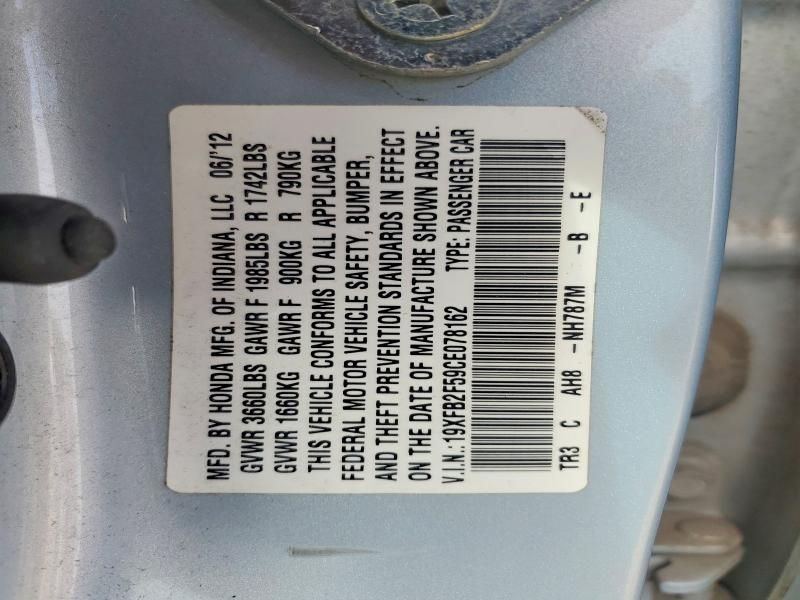 MFD. BY HONDA MFG. OF INDIANA, LLC 06/'12
GVWR 3660LBS GAWR F 1985LBS R 1742LBS
GVWR 1660KG GAWR F 900KG R 790KG
THIS VEHICLE CONFORMS TO ALL APPLICABLE
FEDERAL MOTOR VEHICLE SAFETY, BUMPER,
AND THEFT PREVENTION STANDARDS IN EFFECT
ON THE DATE OF MANUFACTURE SHOWN ABOVE.
V.I.N.:19XFB2F59CE078162 TYPE: PASSENGER CAR
TR3 C AH8 -NH787M -B -E